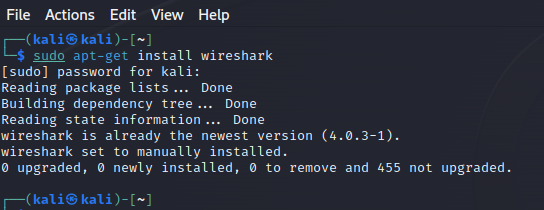 File Actions Edit View Help
┌──(kali㉿kali)-[~]
└─$ sudo apt-get install wireshark
[sudo] password for kali:
Reading package lists... Done
Building dependency tree... Done
Reading state information... Done
wireshark is already the newest version (4.0.3-1).
wireshark set to manually installed.
0 upgraded, 0 newly installed, 0 to remove and 455 not upgraded.
┌──(kali㉿kali)-[~]